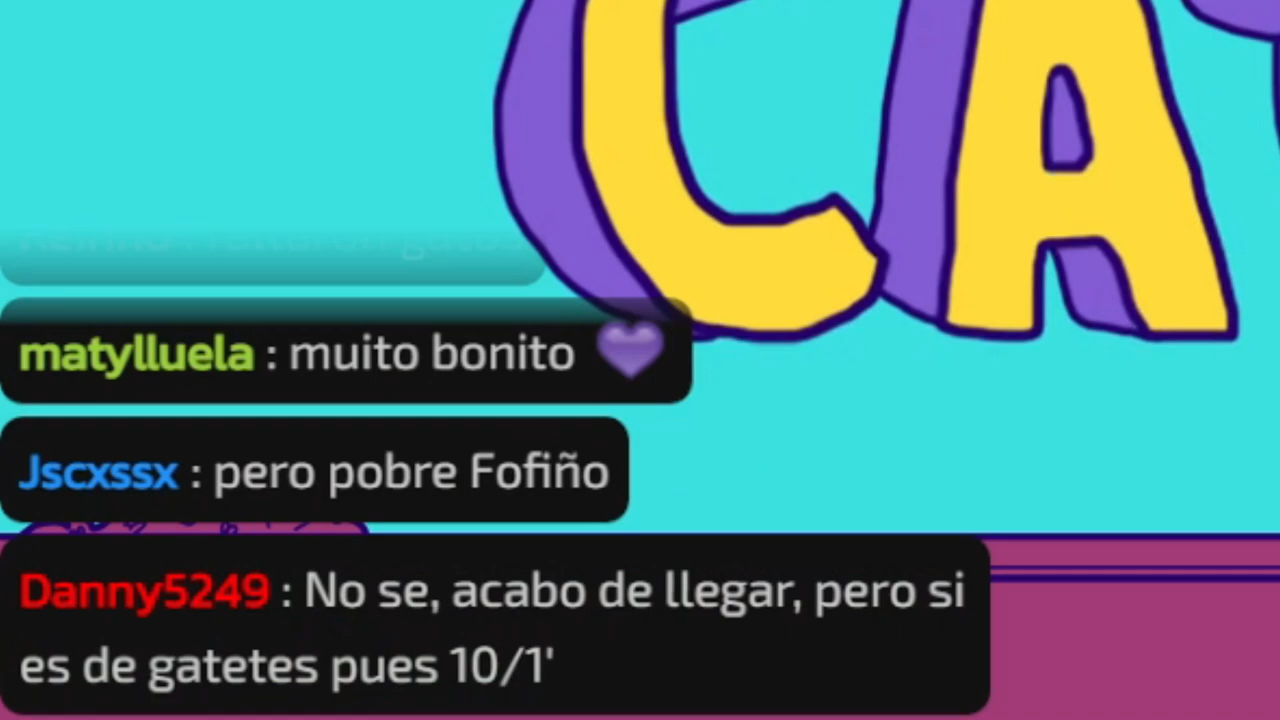 CA
matylluela : muito bonito 💜
Jscxssx : pero pobre Fofiño
Danny5249 : No se, acabo de llegar, pero si
es de gatetes pues 10/1'